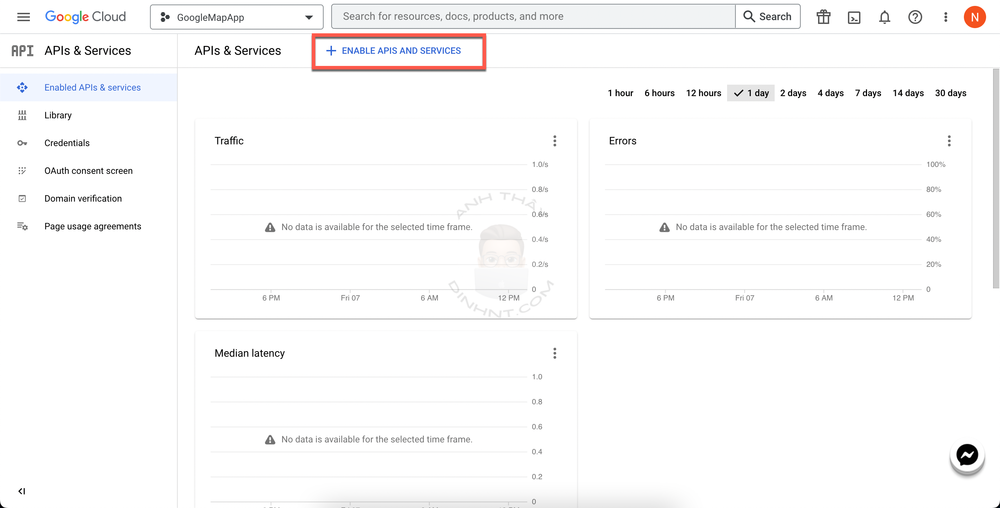 Google Cloud
GoogleMapApp
Search for resources, docs, products, and more
Search
N
API
APIs & Services
APIs & Services
ENABLE APIS AND SERVICES
Enabled APIs & services
Library
Credentials
OAuth consent screen
Domain verification
Page usage agreements
1 hour 6 hours 12 hours 1 day 2 days 4 days 7 days 14 days 30 days
Traffic
1.0/s
0.8/s
0.6/s
No data is available for the selected time frame.
0.4/s
0.2/s
0
6 PM Fri 07 6 AM 12 PM
ANH
DINHNT.COM
Errors
100%
80%
60%
No data is available for the selected time frame.
40%
20%
0
6 PM Fri 07 6 AM 12 PM
Median latency
1.0
0.8
0.6
No data is available for the selected time frame.
0.4
0.2
0